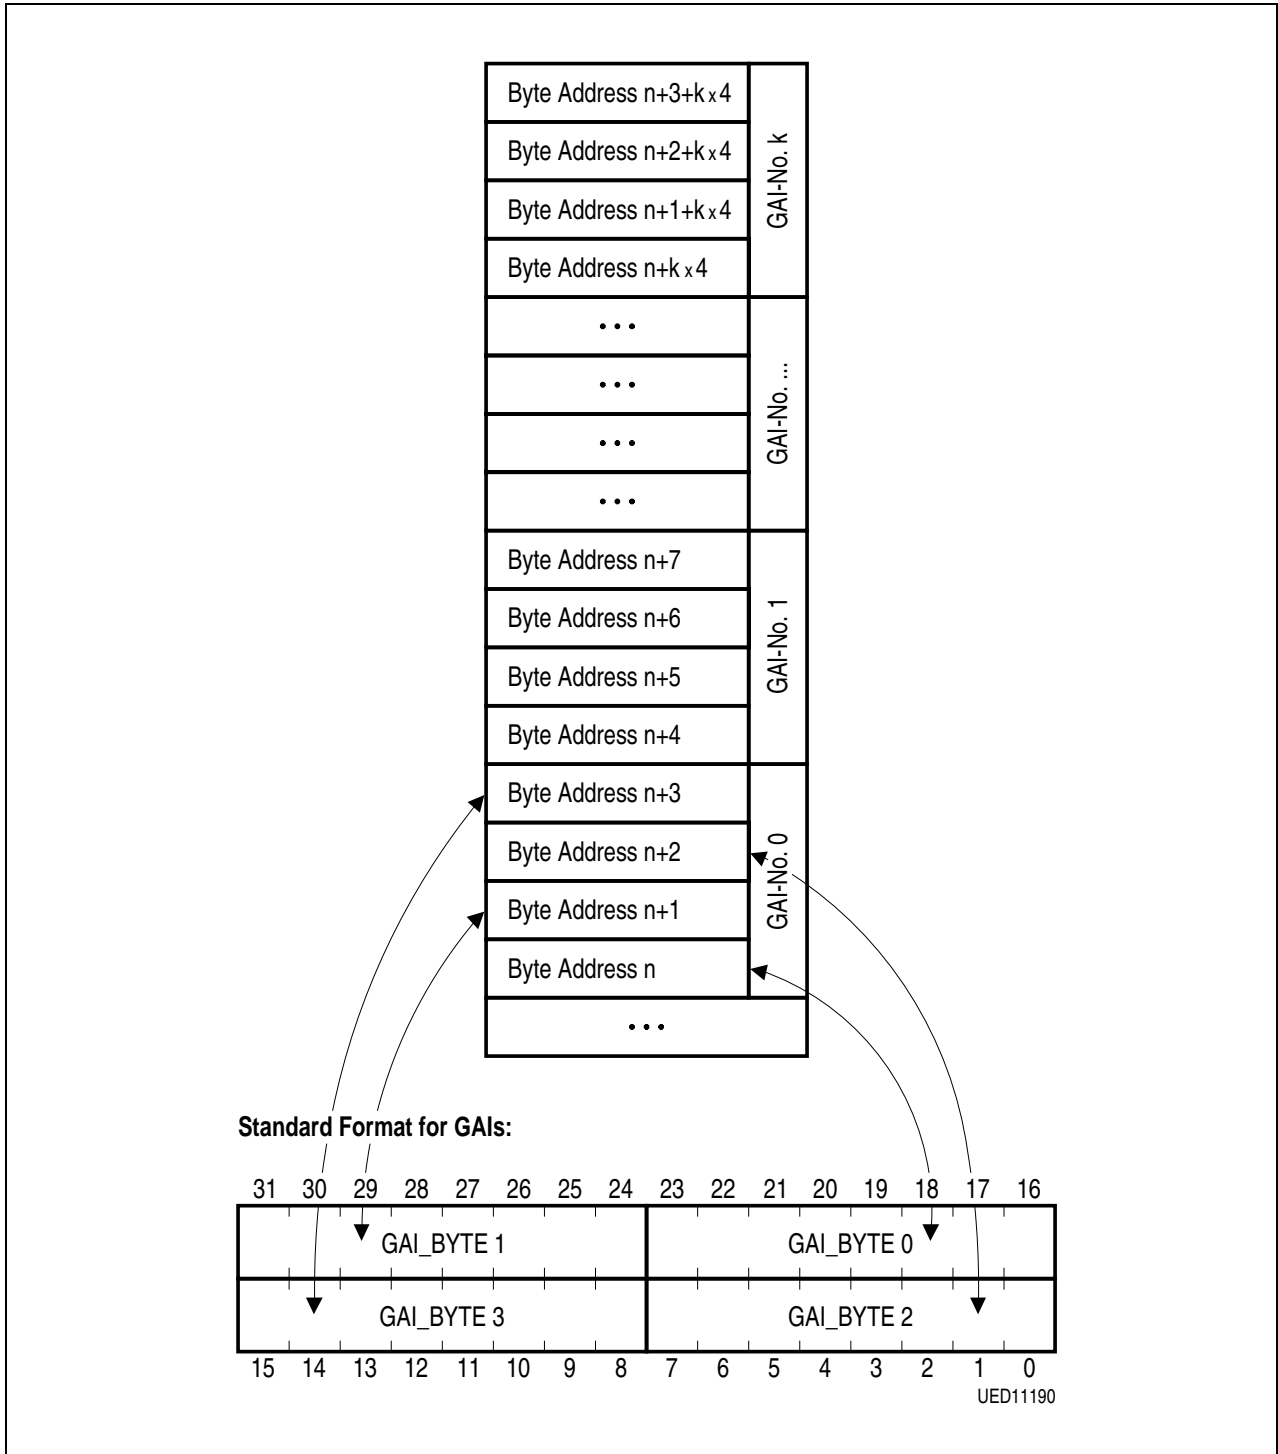 Byte Address n+3+k x 4
GAI-No. k
Byte Address n+2+k x 4
Byte Address n+1+k x 4
Byte Address n+k x 4
...
GAI-No. ...
...
...
...
Byte Address n+7
GAI-No. 1
Byte Address n+6
Byte Address n+5
Byte Address n+4
Byte Address n+3
GAI-No. 0
Byte Address n+2
Byte Address n+1
Byte Address n
...
Standard Format for GAIs:
31 30 29 28 27 26 25 24 23 22 21 20 19 18 17 16
GAI_BYTE 1 GAI_BYTE 0
GAI_BYTE 3 GAI_BYTE 2
15 14 13 12 11 10 9 8 7 6 5 4 3 2 1 0
UED11190